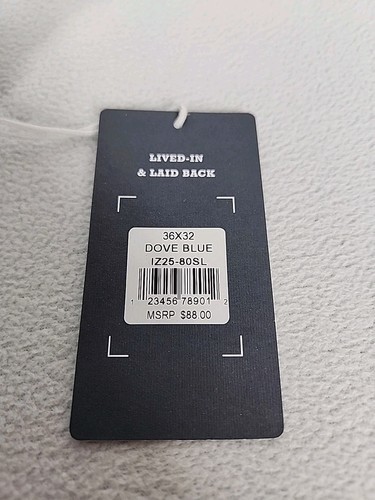 LIVED-IN
& LAID BACK
36X32
DOVE BLUE
IZ25-80SL
1 23456 78901 2
MSRP $88.00